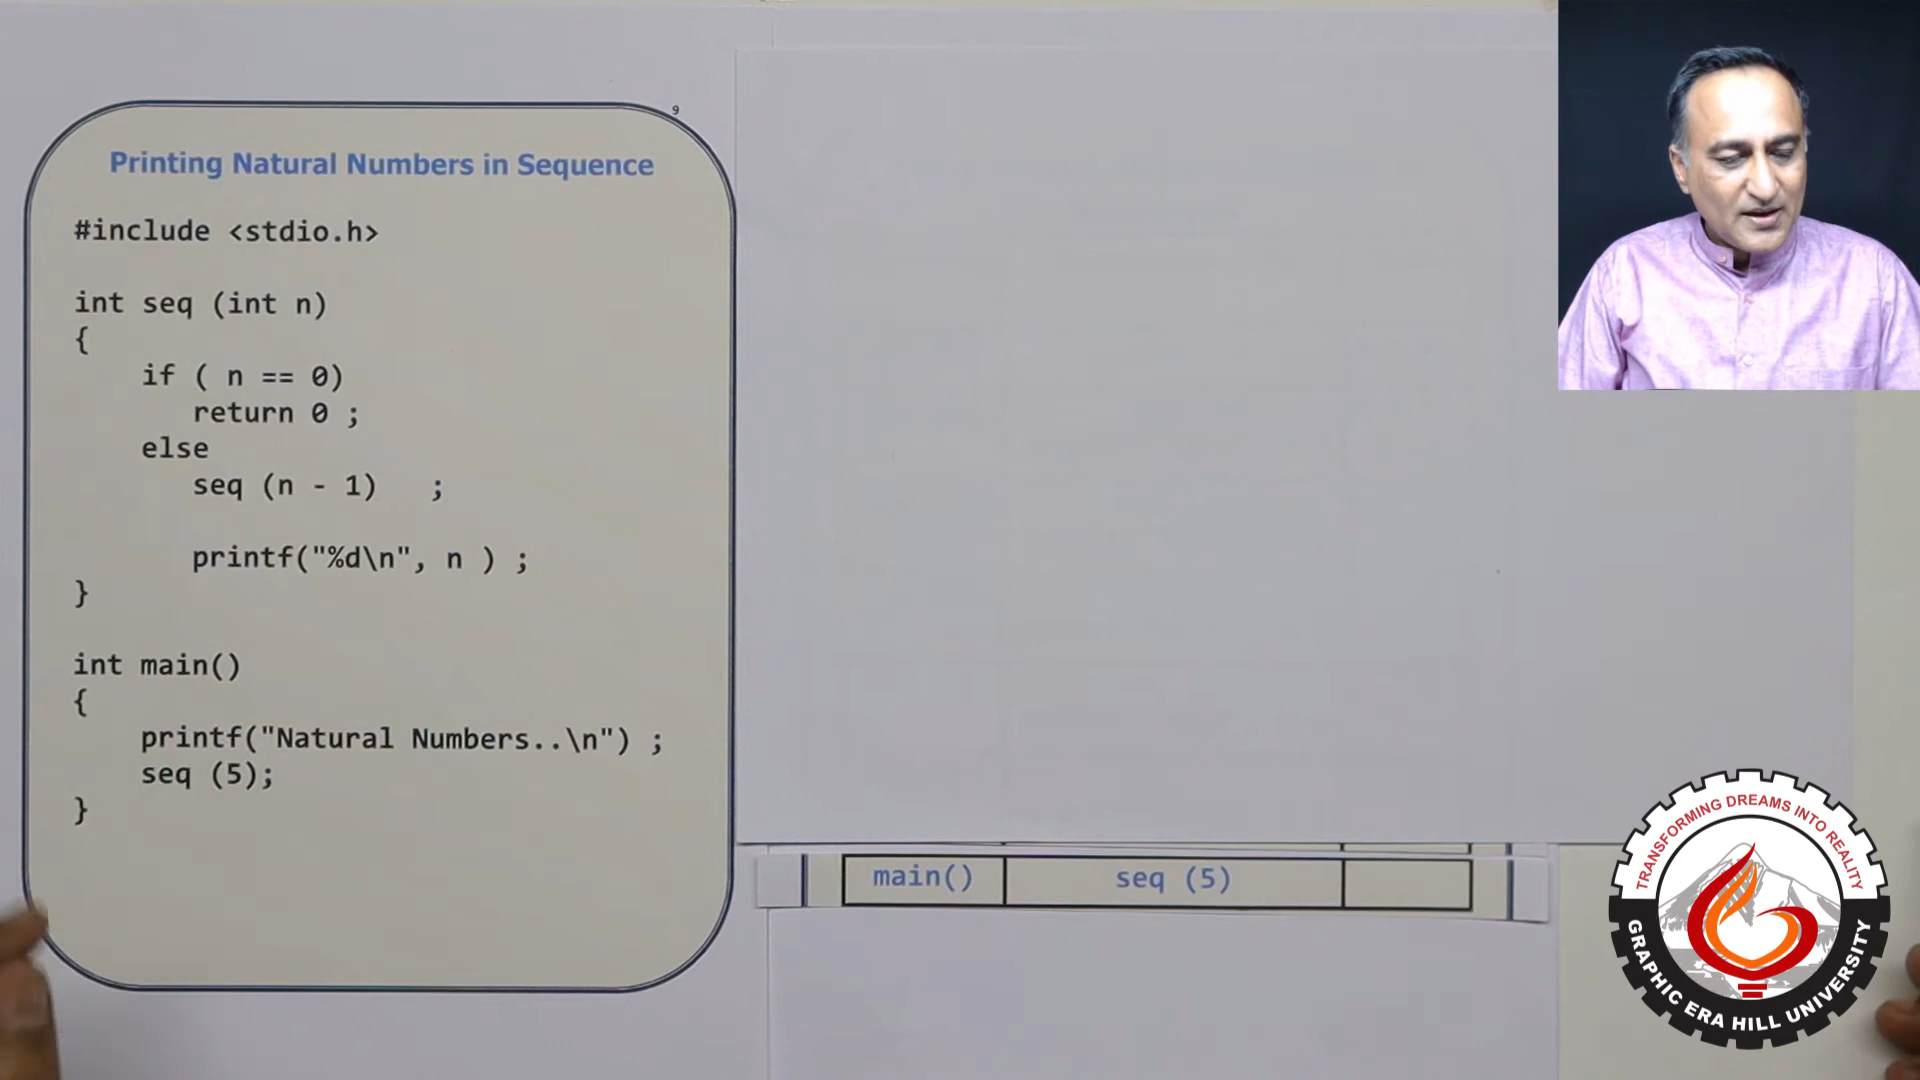 9
Printing Natural Numbers in Sequence
#include <stdio.h>
int seq (int n)
{
if ( n == 0)
return 0 ;
else
seq (n - 1) ;
printf("%d\n", n ) ;
}
int main()
{
printf("Natural Numbers..\n") ;
seq (5);
}
main() seq (5)
TRANSFORMING DREAMS INTO REALITY
GRAPHIC ERA HILL UNIVERSITY